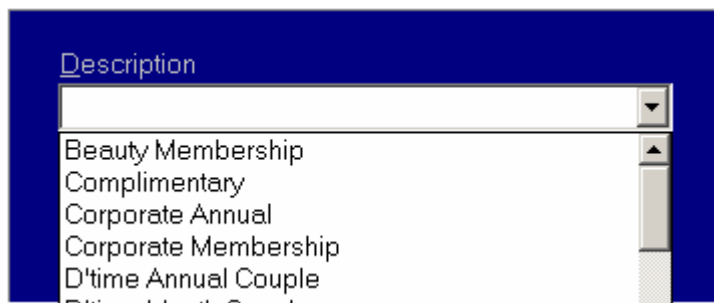 Description
Beauty Membership
Complimentary
Corporate Annual
Corporate Membership
D'time Annual Couple